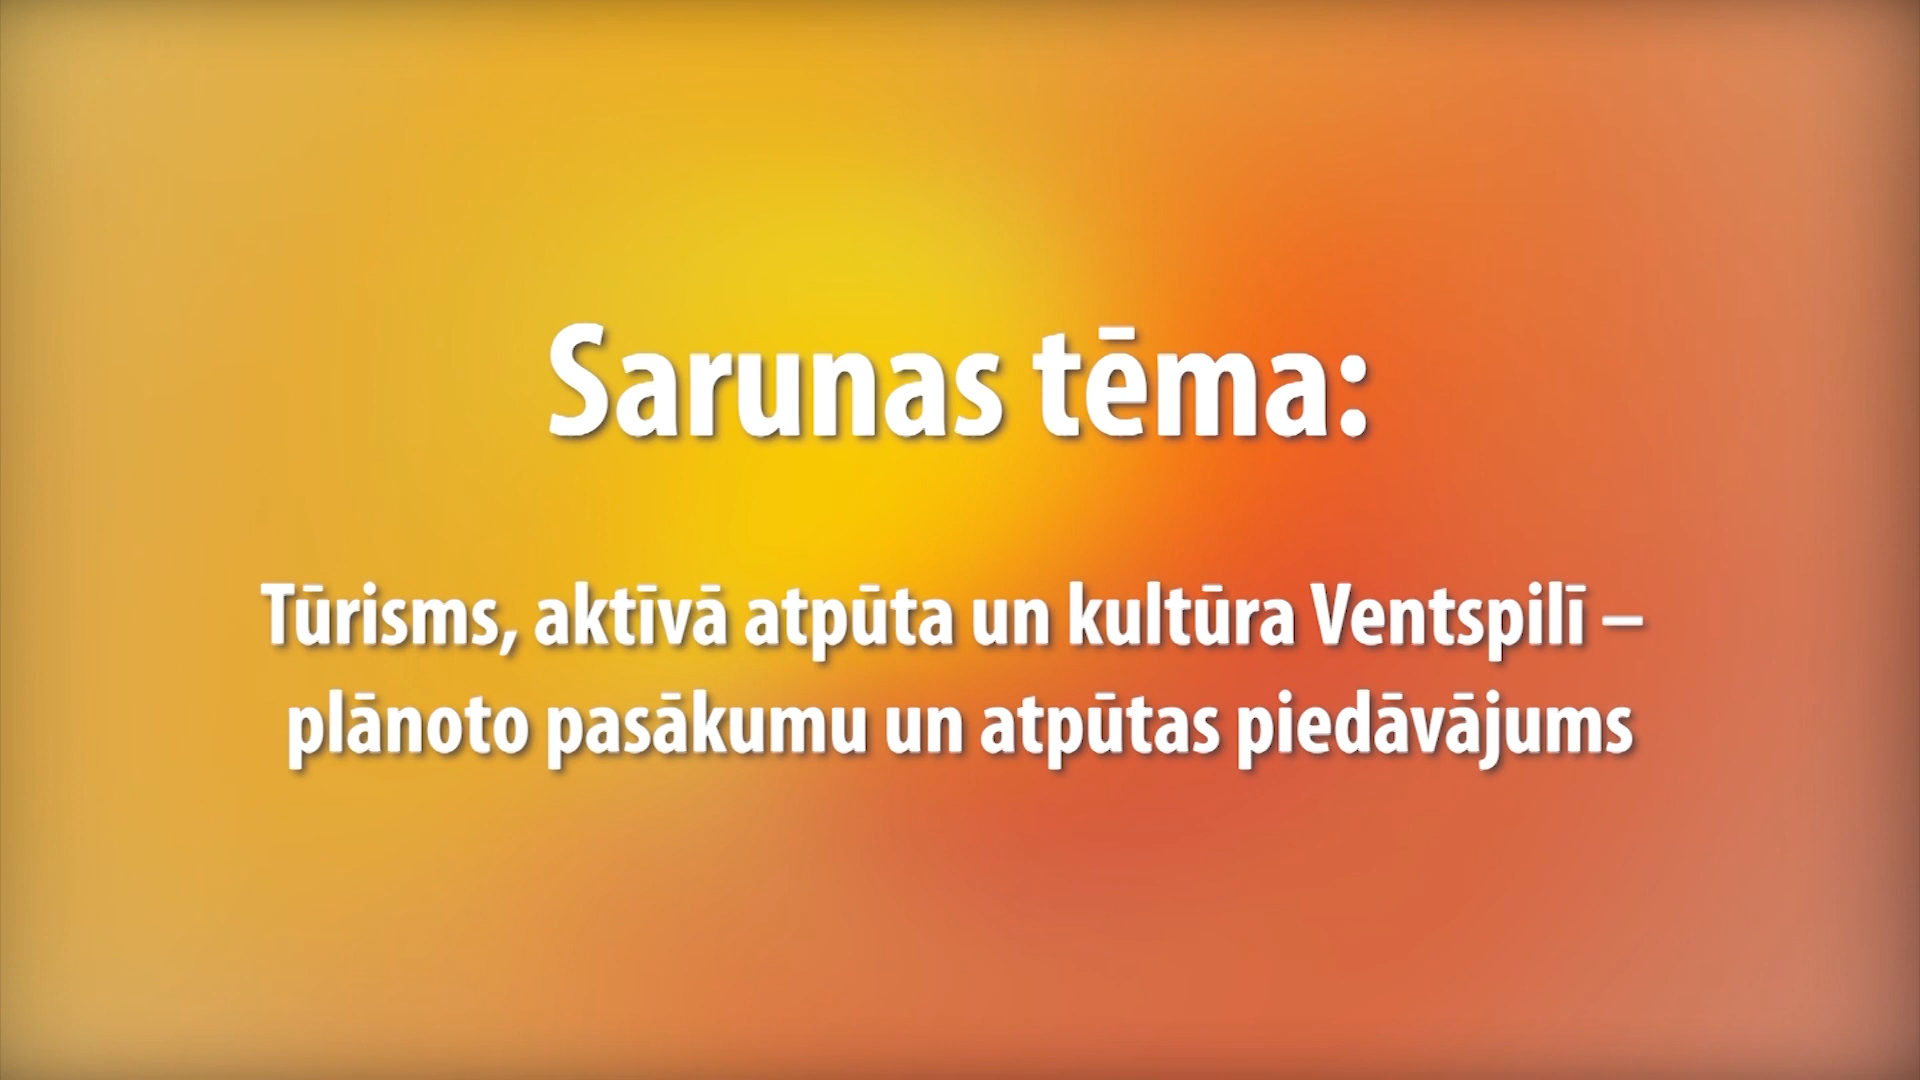 Sarunas tēma:
Tūrisms, aktīvā atpūta un kultūra Ventspilī –
plānoto pasākumu un atpūtas piedāvājums